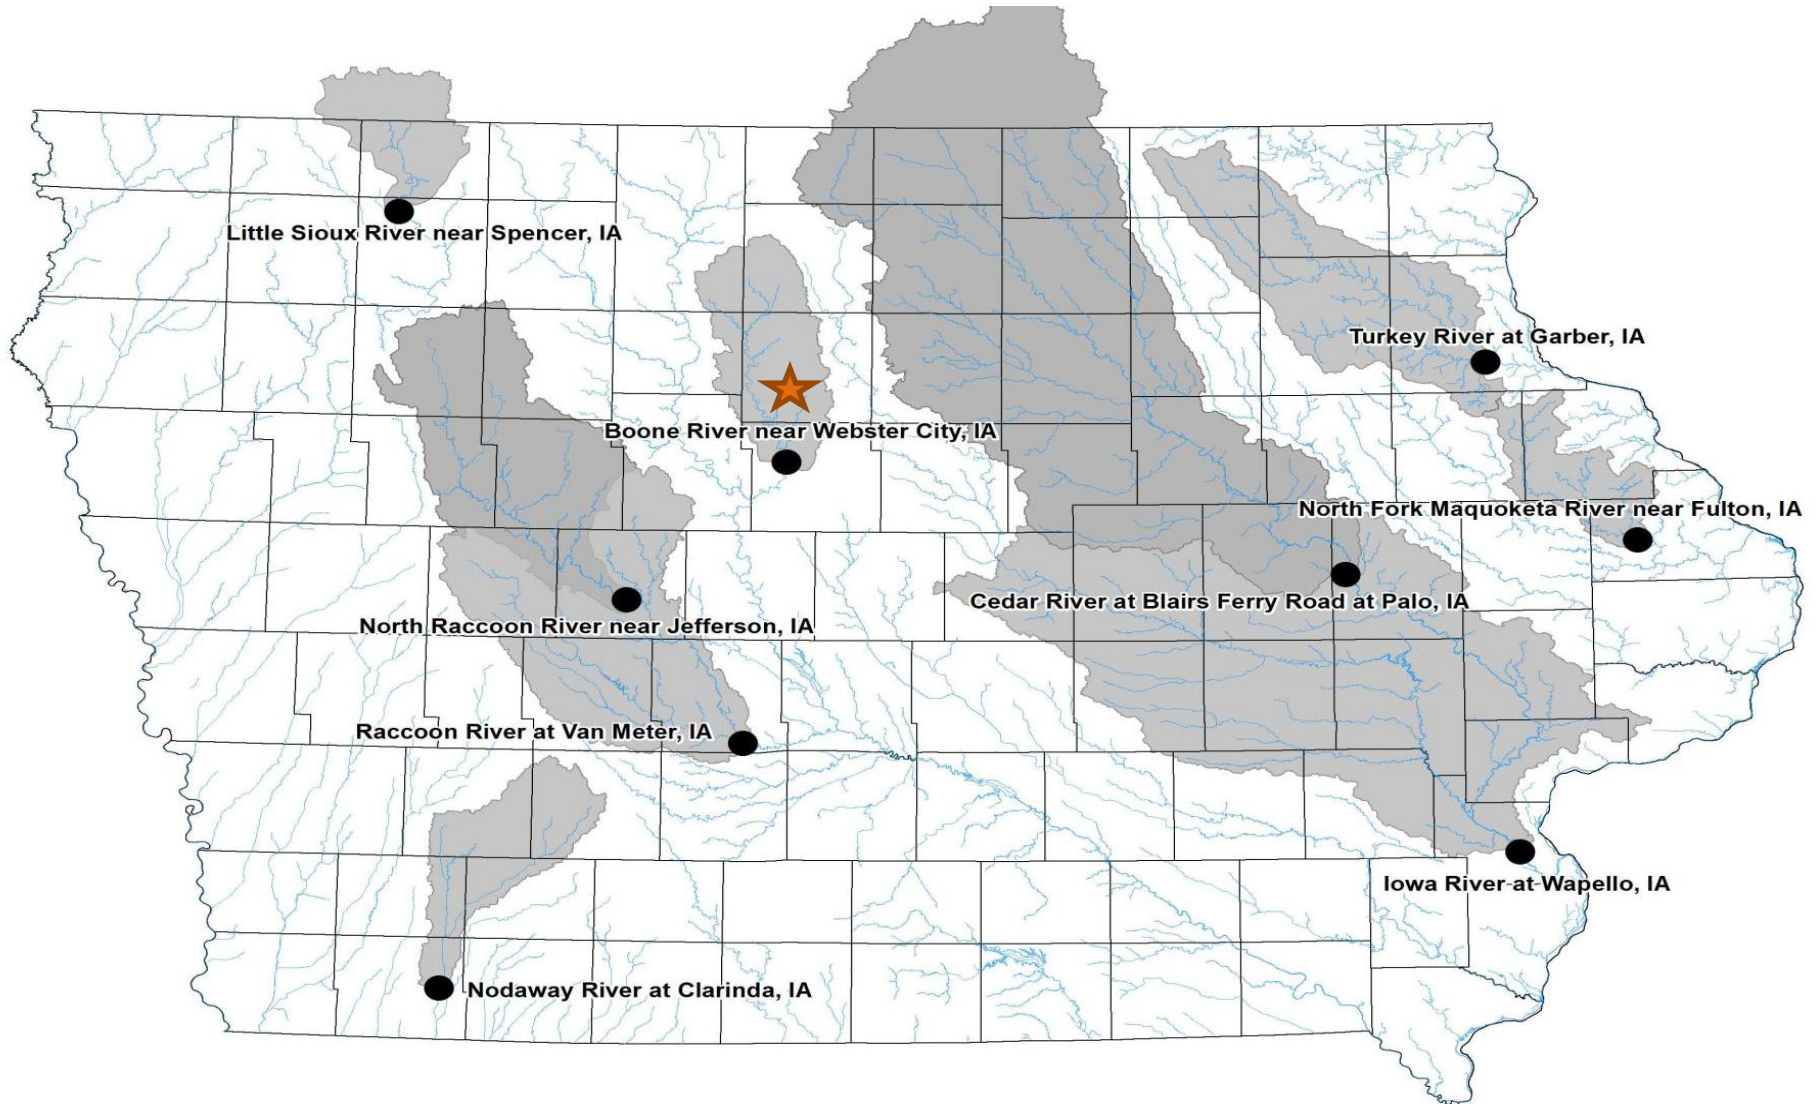 Little Sioux River near Spencer, IA
Turkey River at Garber, IA
Boone River near Webster City, IA
North Fork Maquoketa River near Fulton, IA
Cedar River at Blairs Ferry Road at Palo, IA
North Raccoon River near Jefferson, IA
Raccoon River at Van Meter, IA
Iowa River at Wapello, IA
Nodaway River at Clarinda, IA